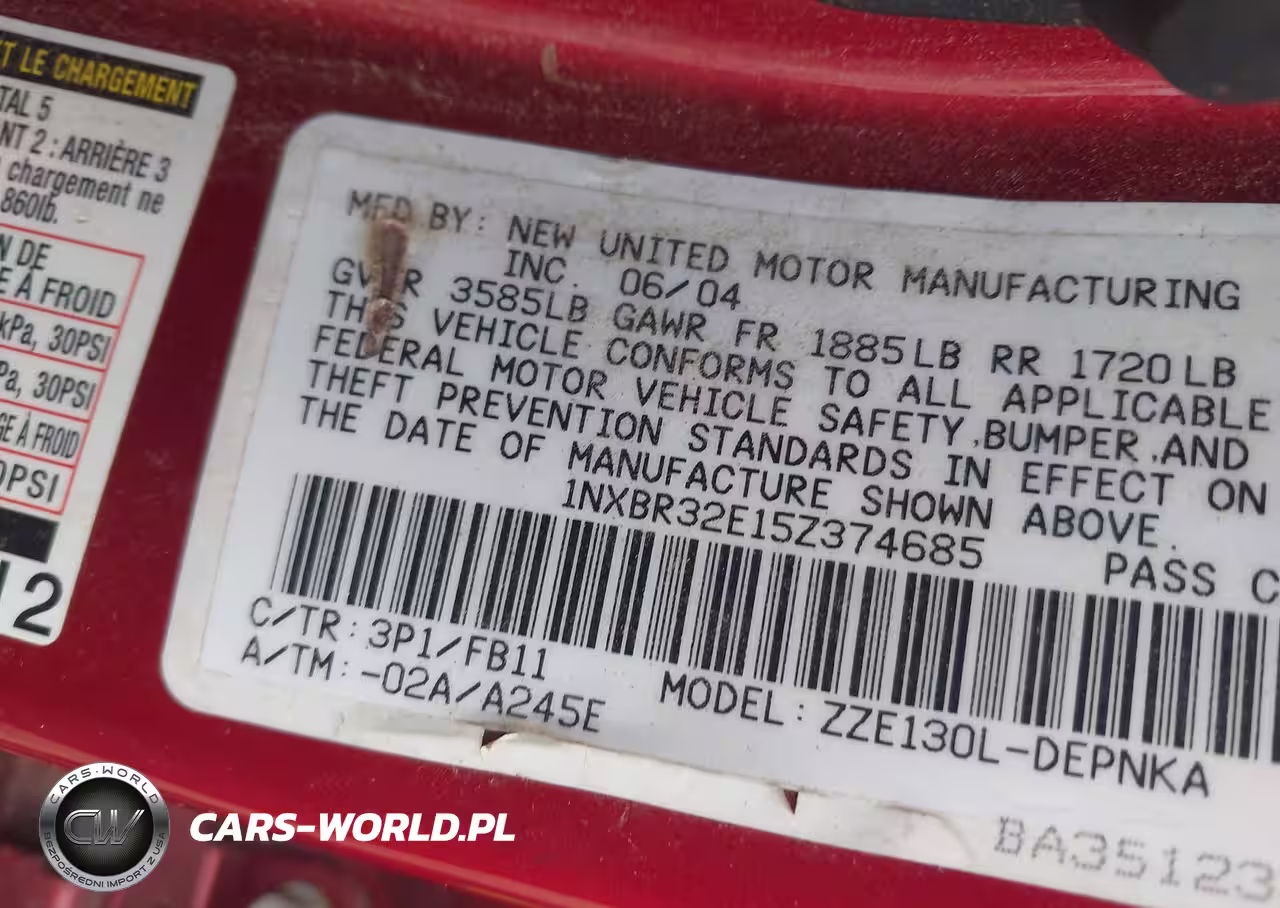 ET LE CHARGEMENT
TAL 5
NT 2 : ARRIÈRE 3
chargement ne
860lb.
N DE
E À FROID
kPa, 30PSI
Pa, 30PSI
GE À FROID
0PSI
12
MFD BY: NEW UNITED MOTOR MANUFACTURING
INC. 06/04
GVWR 3585LB GAWR FR 1885LB RR 1720LB
THIS VEHICLE CONFORMS TO ALL APPLICABLE
FEDERAL MOTOR VEHICLE SAFETY,BUMPER,AND
THEFT PREVENTION STANDARDS IN EFFECT ON
THE DATE OF MANUFACTURE SHOWN ABOVE.
1NXBR32E15Z374685 PASS C
C/TR:3P1/FB11
A/TM:-02A/A245E MODEL:ZZE130L-DEPNKA
BA35123
CARS-WORLD
CW
BEZPOŚREDNI IMPORT Z USA
CARS-WORLD.PL